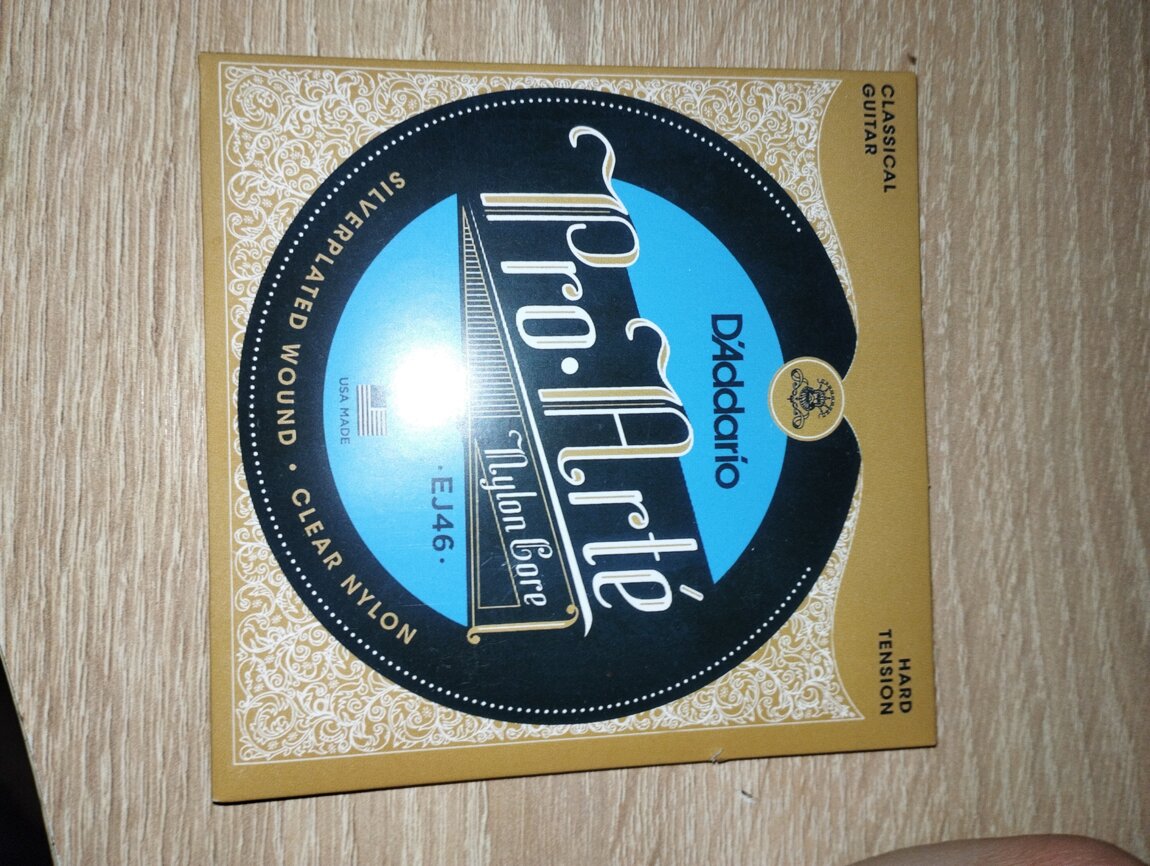 CLASSICAL
GUITAR
HARD
TENSION
D'Addario
Pro·Arté
Nylon Core
·EJ46·
USA MADE
SILVERPLATED WOUND • CLEAR NYLON